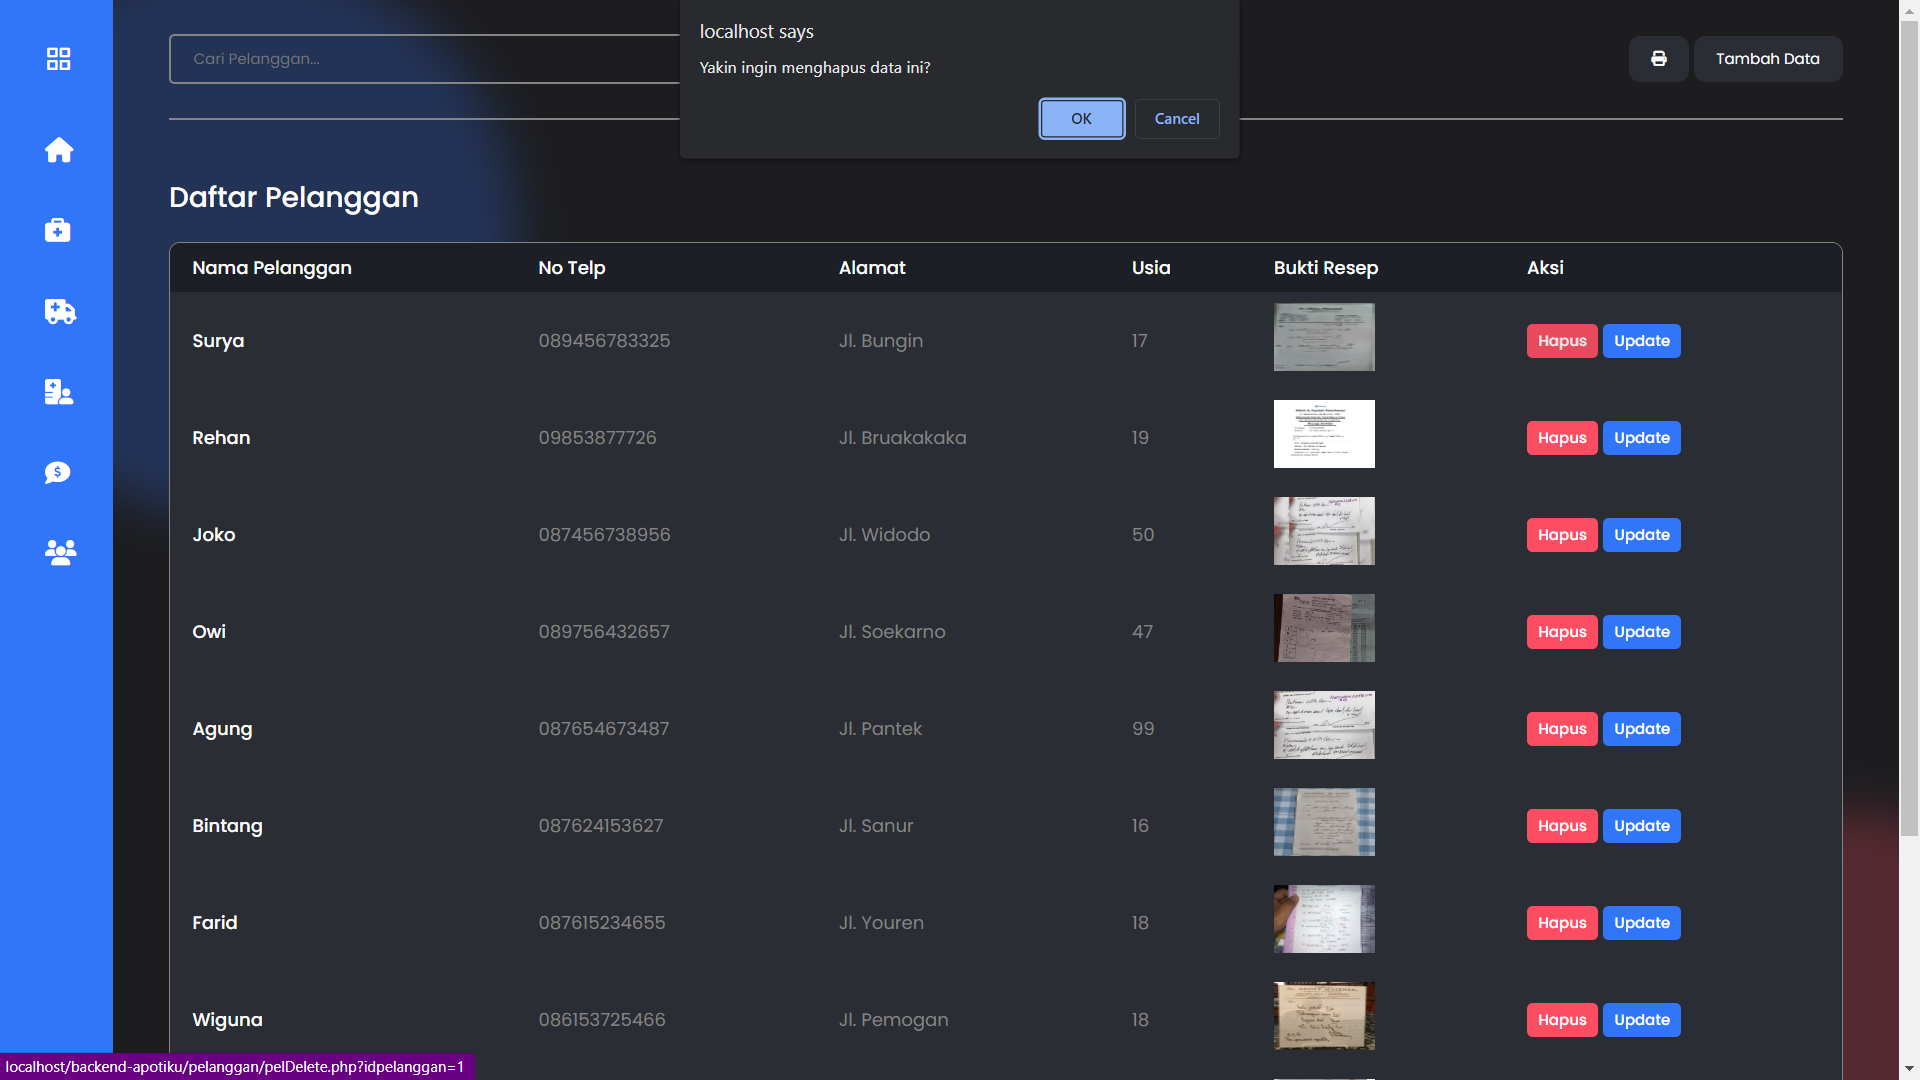 localhost says
Yakin ingin menghapus data ini?
OK Cancel
Cari Pelanggan...
Tambah Data
Daftar Pelanggan
Nama Pelanggan No Telp Alamat Usia Bukti Resep Aksi
Surya 089456783325 Jl. Bungin 17 Hapus Update
Rehan 09853877726 Jl. Bruakakaka 19 Hapus Update
Joko 087456738956 Jl. Widodo 50 Hapus Update
Owi 089756432657 Jl. Soekarno 47 Hapus Update
Agung 087654673487 Jl. Pantek 99 Hapus Update
Bintang 087624153627 Jl. Sanur 16 Hapus Update
Farid 087615234655 Jl. Youren 18 Hapus Update
Wiguna 086153725466 Jl. Pemogan 18 Hapus Update
localhost/backend-apotiku/pelanggan/pelDelete.php?idpelanggan=1